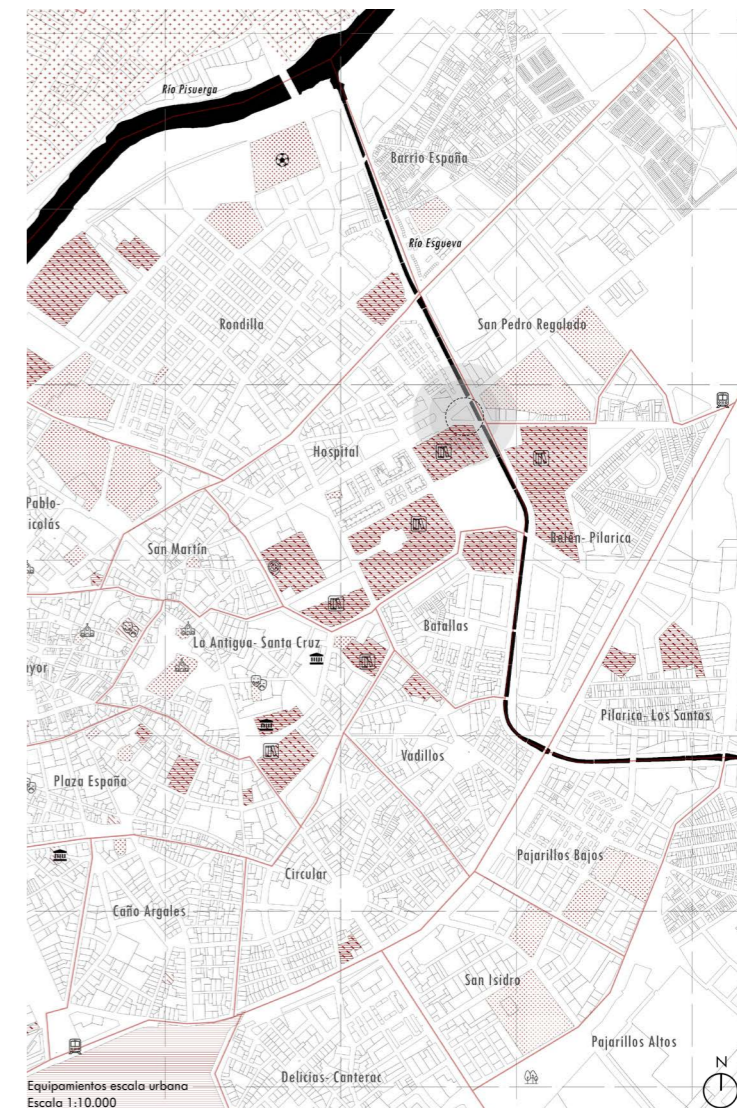 Río Pisuerga
Barrio España
Río Esgueva
Rondilla
San Pedro Regalado
Hospital
Pablo-
icolás
San Martín
Belén- Pilarica
Batallas
La Antigua- Santa Cruz
ayor
Pilarica- Los Santos
Vadillos
Plaza España
Pajarillos Bajos
Circular
Caño Argales
San Isidro
Pajarillos Altos
N
Delicias- Canterac
Equipamientos escala urbana
Escala 1:10.000